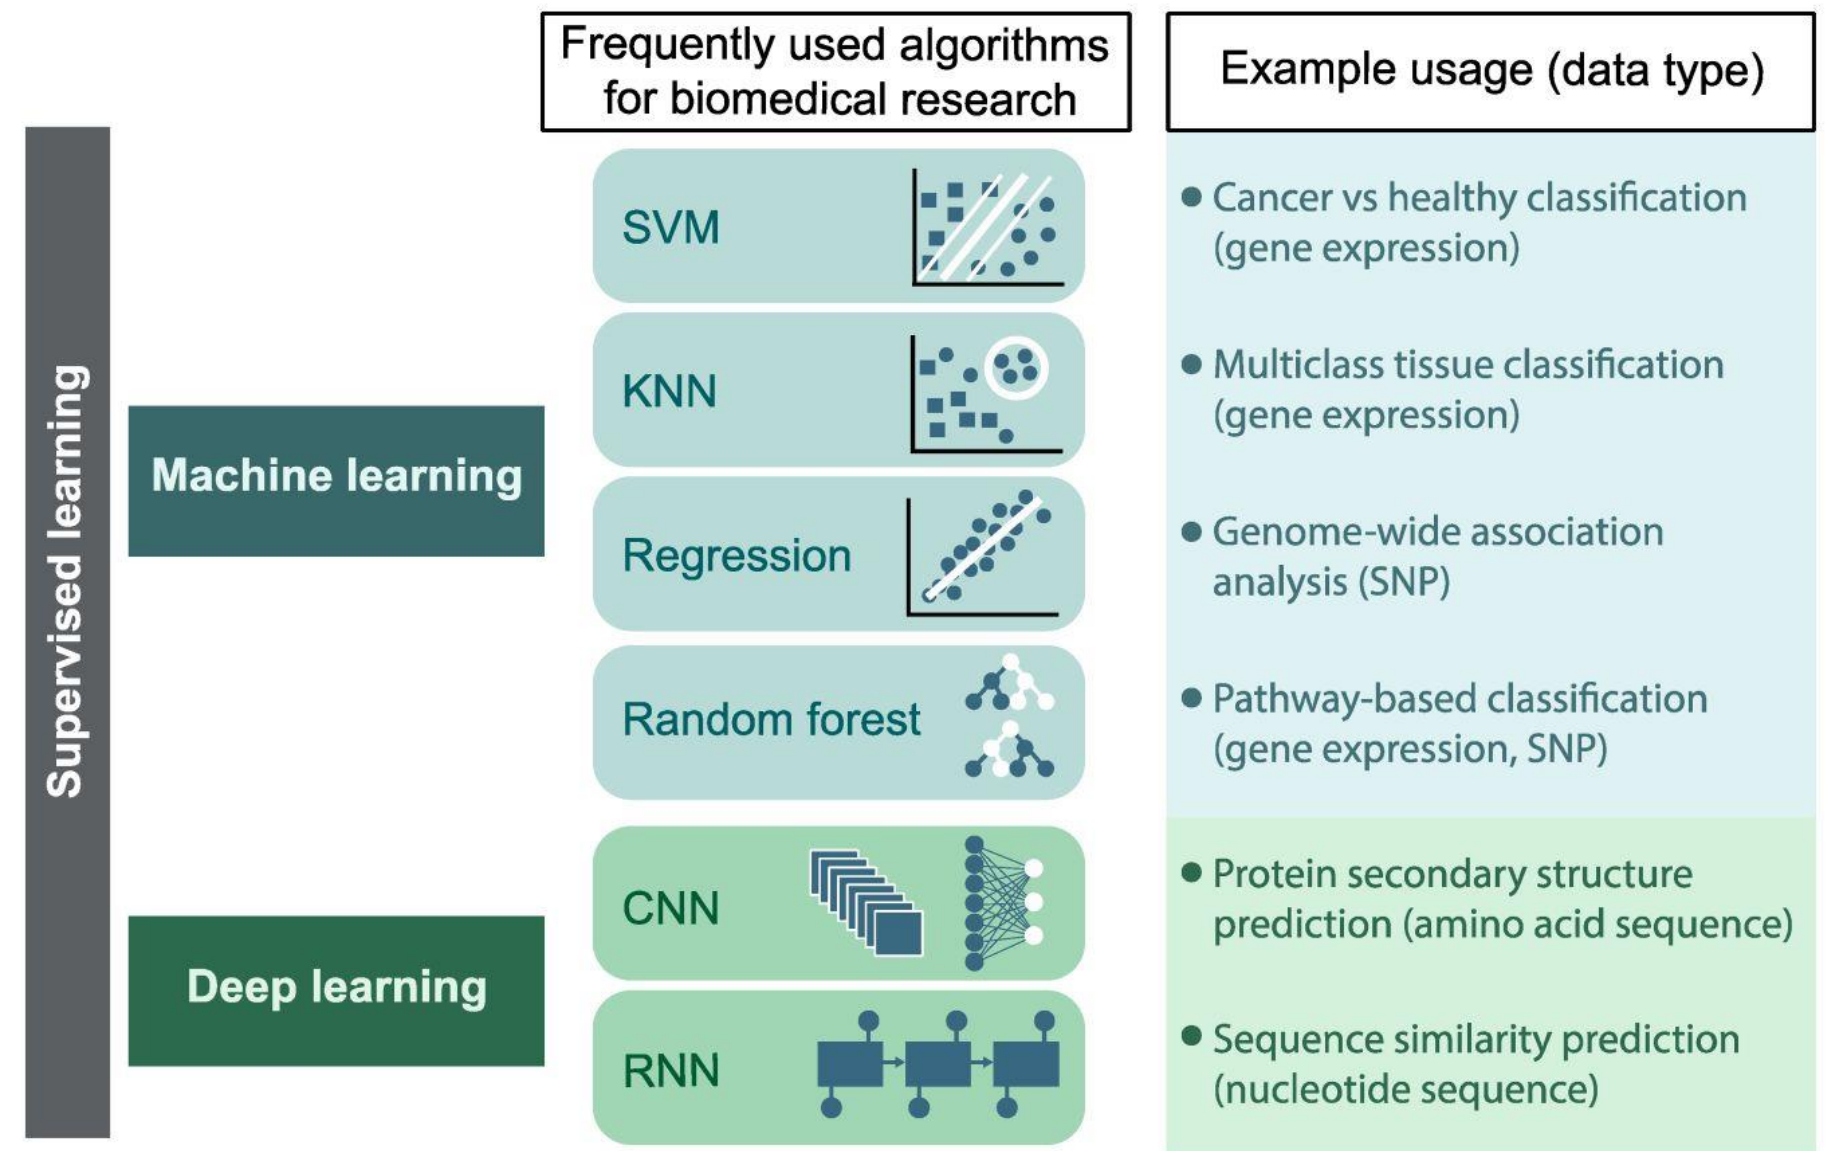 Frequently used algorithms
for biomedical research
Example usage (data type)
Supervised learning
Machine learning
SVM
• Cancer vs healthy classification
(gene expression)
KNN
• Multiclass tissue classification
(gene expression)
Regression
• Genome-wide association
analysis (SNP)
Random forest
• Pathway-based classification
(gene expression, SNP)
Deep learning
CNN
• Protein secondary structure
prediction (amino acid sequence)
RNN
• Sequence similarity prediction
(nucleotide sequence)